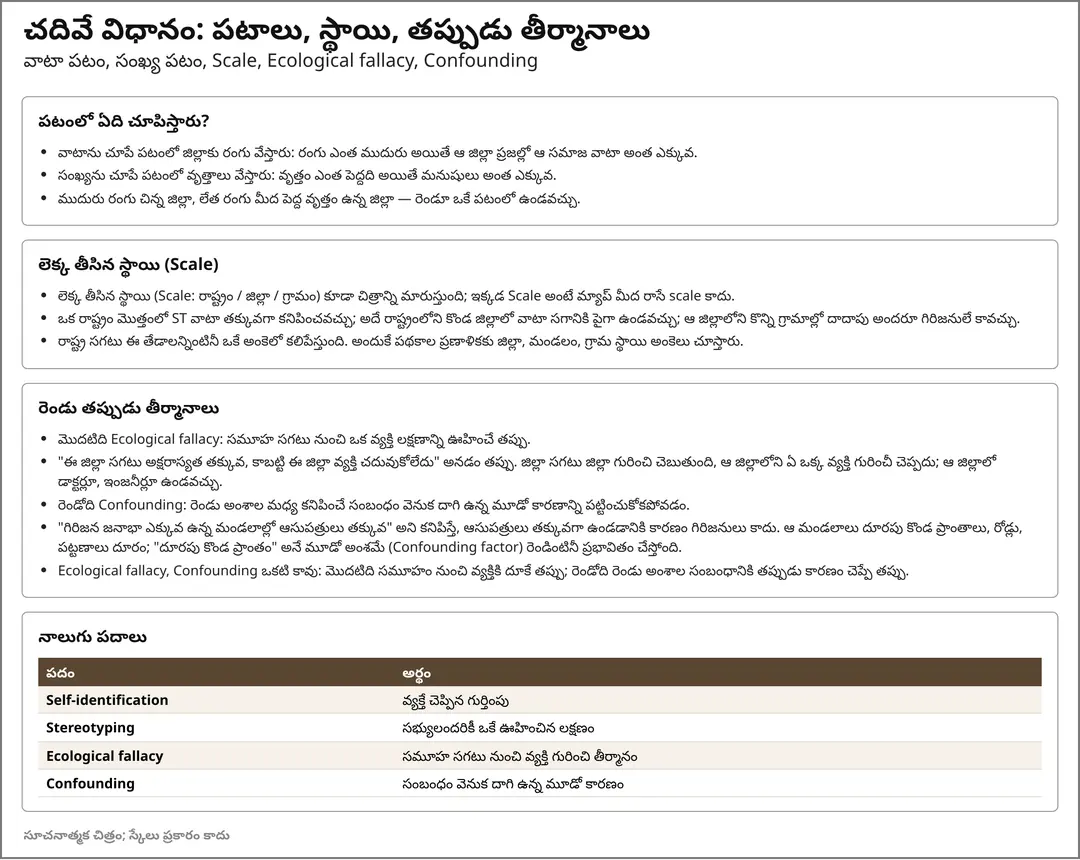 చదివే విధానం: పటాలు, స్థాయి, తప్పుడు తీర్మానాలు
వాటా పటం, సంఖ్య పటం, Scale, Ecological fallacy, Confounding
పటంలో ఏది చూపిస్తారు?
• వాటాను చూపే పటంలో జిల్లాకు రంగు వేస్తారు: రంగు ఎంత ముదురు అయితే ఆ జిల్లా ప్రజల్లో ఆ సమాజ వాటా అంత ఎక్కువ.
• సంఖ్యను చూపే పటంలో వృత్తాలు వేస్తారు: వృత్తం ఎంత పెద్దది అయితే మనుషులు అంత ఎక్కువ.
• ముదురు రంగు చిన్న జిల్లా, లేత రంగు మీద పెద్ద వృత్తం ఉన్న జిల్లా — రెండూ ఒకే పటంలో ఉండవచ్చు.
లెక్క తీసిన స్థాయి (Scale)
• లెక్క తీసిన స్థాయి (Scale: రాష్ట్రం / జిల్లా / గ్రామం) కూడా చిత్రాన్ని మారుస్తుంది; ఇక్కడ Scale అంటే మ్యాప్ మీద రాసే scale కాదు.
• ఒక రాష్ట్రం మొత్తంలో ST వాటా తక్కువగా కనిపించవచ్చు; అదే రాష్ట్రంలోని కొండ జిల్లాలో వాటా సగానికి పైగా ఉండవచ్చు; ఆ జిల్లాలోని కొన్ని గ్రామాల్లో దాదాపు అందరూ గిరిజనులే కావచ్చు.
• రాష్ట్ర సగటు ఈ తేడాలన్నింటినీ ఒకే అంకెలో కలిపేస్తుంది. అందుకే పథకాల ప్రణాళికకు జిల్లా, మండలం, గ్రామ స్థాయి అంకెలు చూస్తారు.
రెండు తప్పుడు తీర్మానాలు
• మొదటిది Ecological fallacy: సమూహ సగటు నుంచి ఒక వ్యక్తి లక్షణాన్ని ఊహించే తప్పు.
• "ఈ జిల్లా సగటు అక్షరాస్యత తక్కువ, కాబట్టి ఈ జిల్లా వ్యక్తి చదువుకోలేదు" అనడం తప్పు. జిల్లా సగటు జిల్లా గురించి చెబుతుంది, ఆ జిల్లాలోని ఏ ఒక్క వ్యక్తి గురించీ చెప్పదు; ఆ జిల్లాలో
డాక్టర్లూ, ఇంజనీర్లూ ఉండవచ్చు.
• రెండోది Confounding: రెండు అంశాల మధ్య కనిపించే సంబంధం వెనుక దాగి ఉన్న మూడో కారణాన్ని పట్టించుకోకపోవడం.
• "గిరిజన జనాభా ఎక్కువ ఉన్న మండలాల్లో ఆసుపత్రులు తక్కువ" అని కనిపిస్తే, ఆసుపత్రులు తక్కువగా ఉండడానికి కారణం గిరిజనులు కాదు. ఆ మండలాలు దూరపు కొండ ప్రాంతాలు, రోడ్లు,
పట్టణాలు దూరం; "దూరపు కొండ ప్రాంతం" అనే మూడో అంశమే (Confounding factor) రెండింటినీ ప్రభావితం చేస్తోంది.
• Ecological fallacy, Confounding ఒకటి కావు: మొదటిది సమూహం నుంచి వ్యక్తికి దూకే తప్పు; రెండోది రెండు అంశాల సంబంధానికి తప్పుడు కారణం చెప్పే తప్పు.
నాలుగు పదాలు
పదం అర్థం
Self-identification వ్యక్తే చెప్పిన గుర్తింపు
Stereotyping సభ్యులందరికీ ఒకే ఊహించిన లక్షణం
Ecological fallacy సమూహ సగటు నుంచి వ్యక్తి గురించి తీర్మానం
Confounding సంబంధం వెనుక దాగి ఉన్న మూడో కారణం
సూచనాత్మక చిత్రం; స్కేలు ప్రకారం కాదు